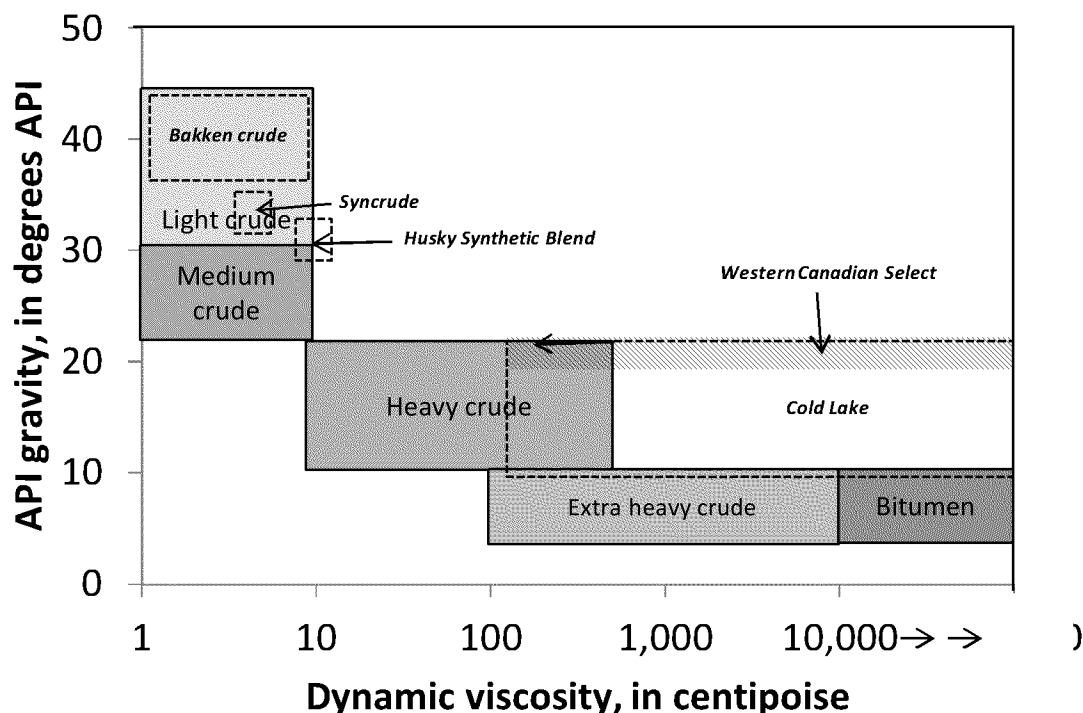 50
40
30
20
10
0
API gravity, in degrees API
Bakken crude
Syncrude
Light crude
Husky Synthetic Blend
Medium
crude
Western Canadian Select
Heavy crude
Cold Lake
Extra heavy crude
Bitumen
1
10
100
1,000
10,000→ →
Dynamic viscosity, in centipoise